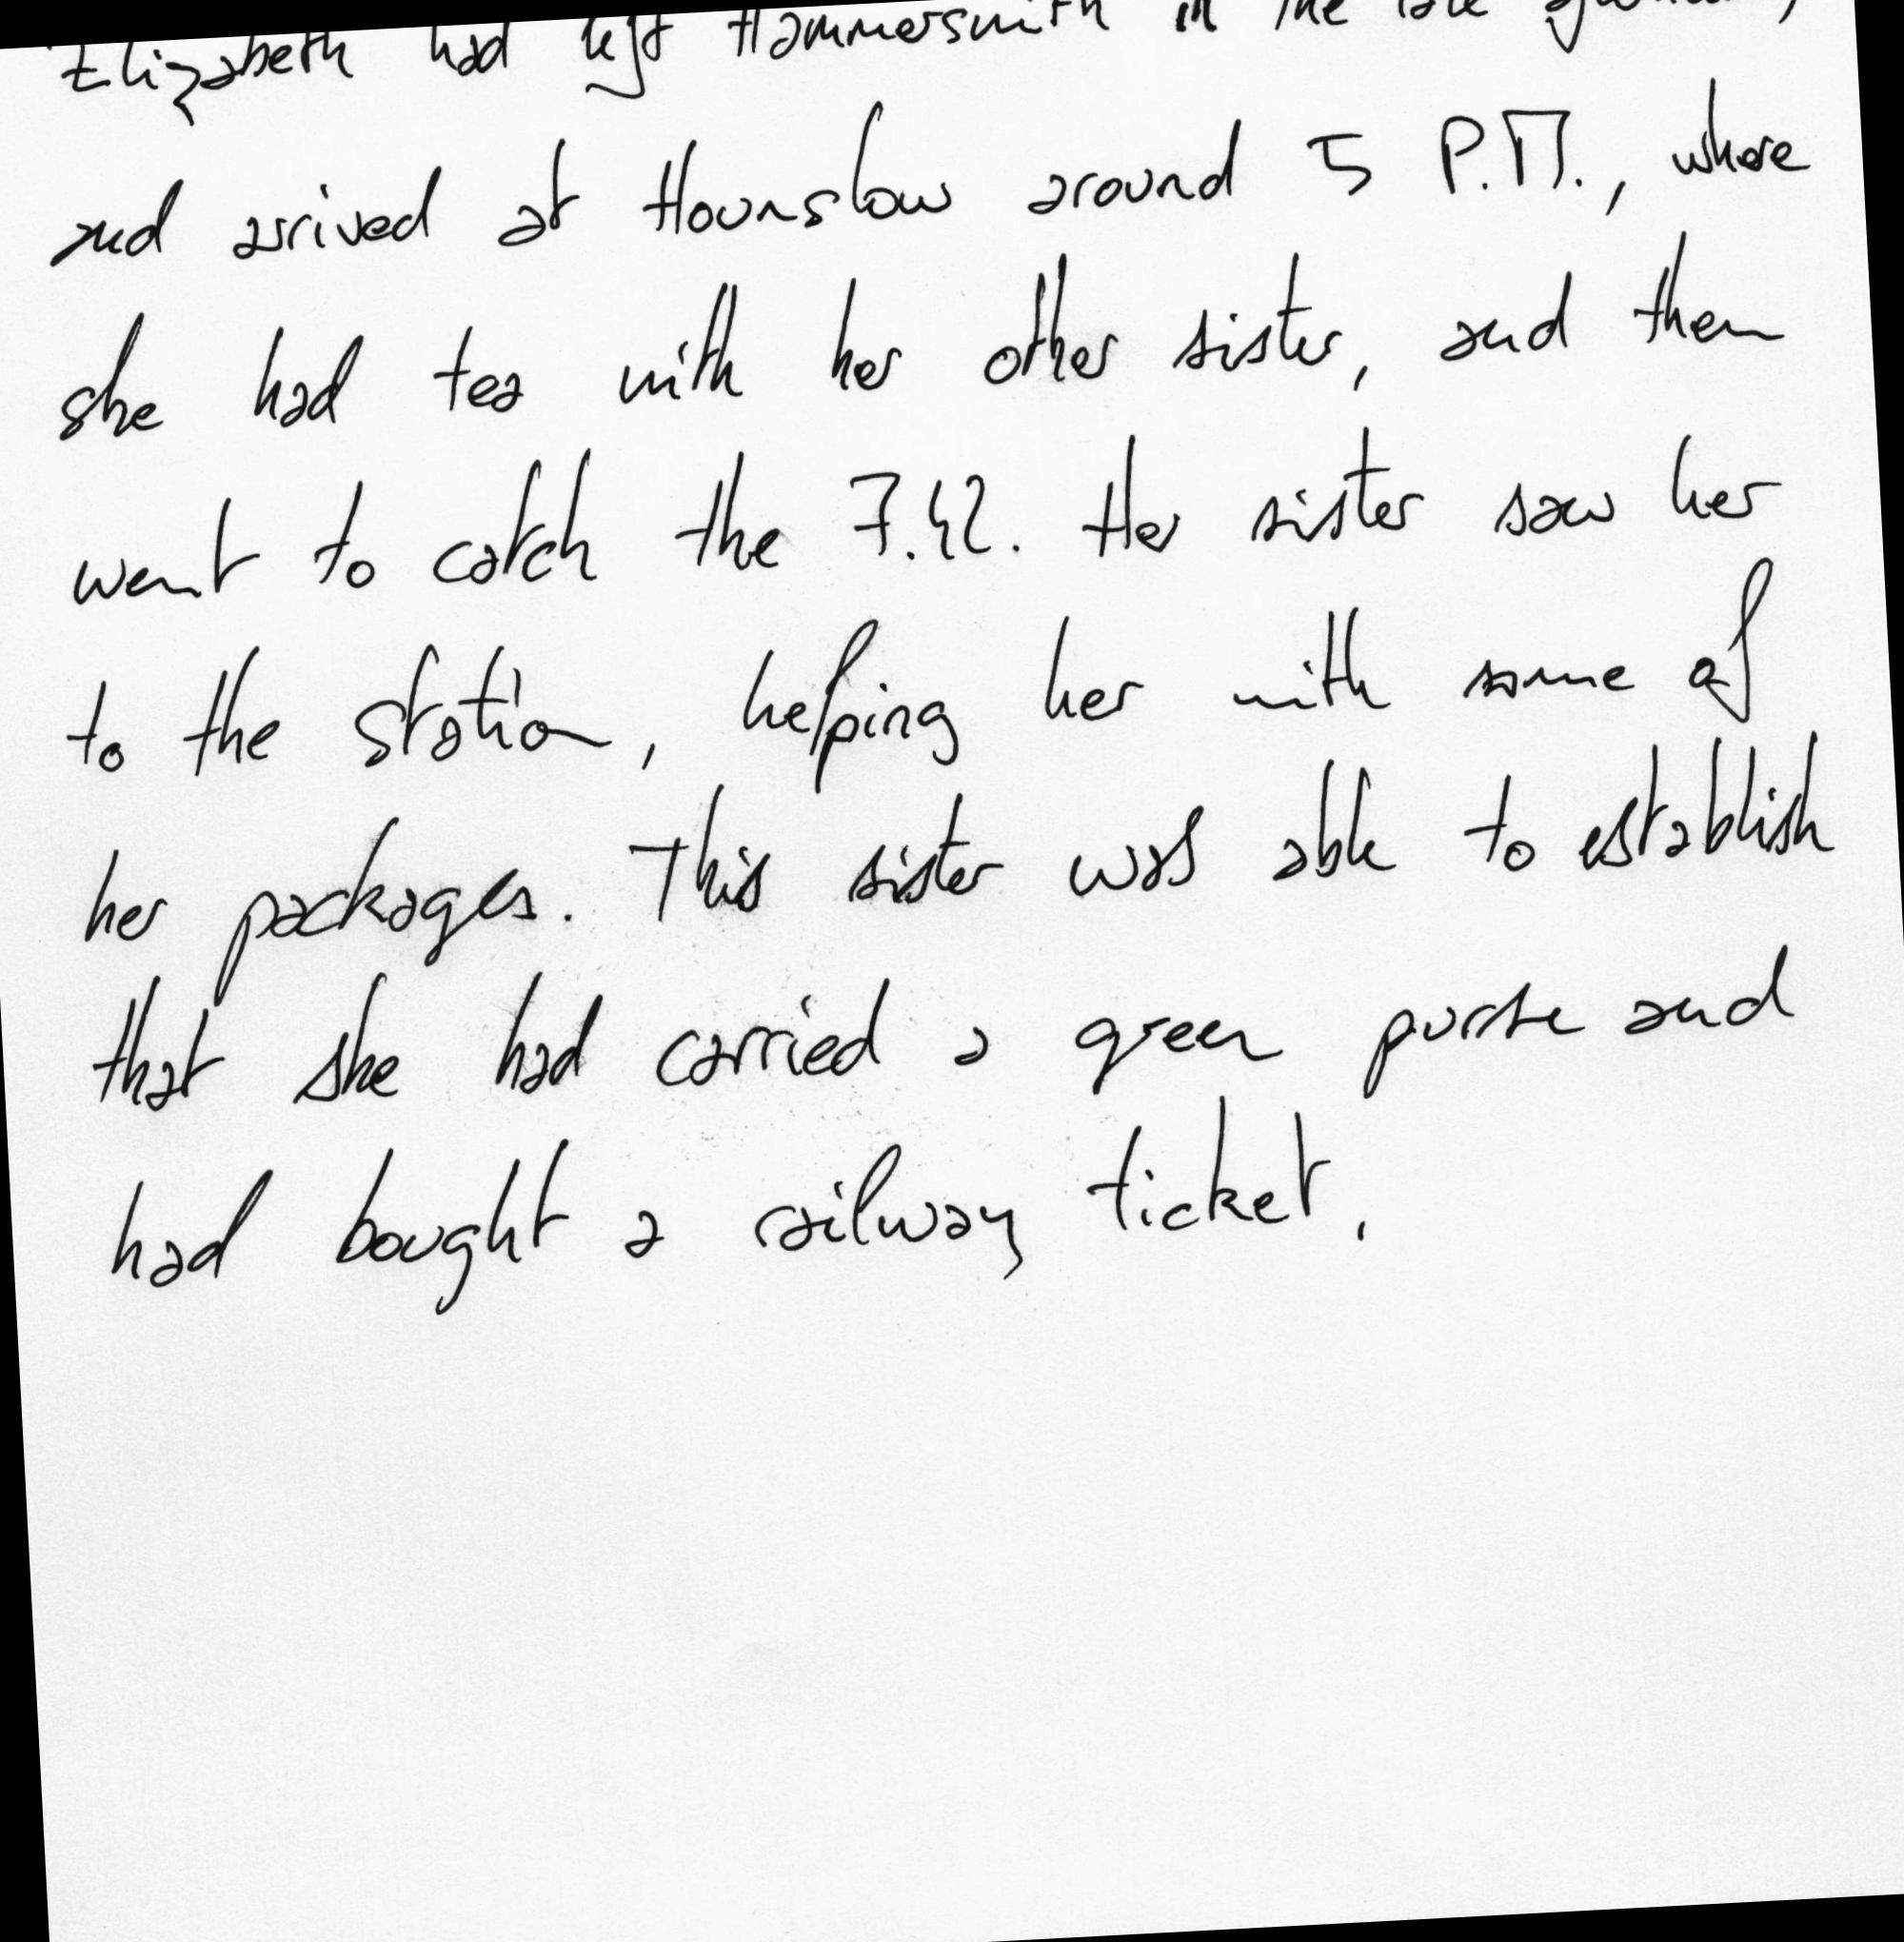 Elizabeth had left Hammersmith in the late afternoon,
and arrived at Hounslow around 5 P.M., where
she had tea with her other sister, and then
went to catch the 7.42. Her sister saw her
to the station, helping her with some of
her packages. This sister was able to establish
that she had carried a green purse and
had bought a railway ticket.